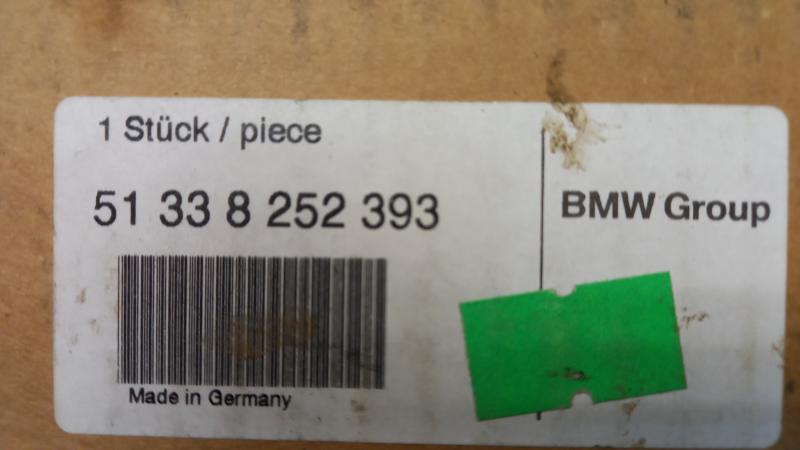 1 Stück / piece
51 33 8 252 393
BMW Group
Made in Germany